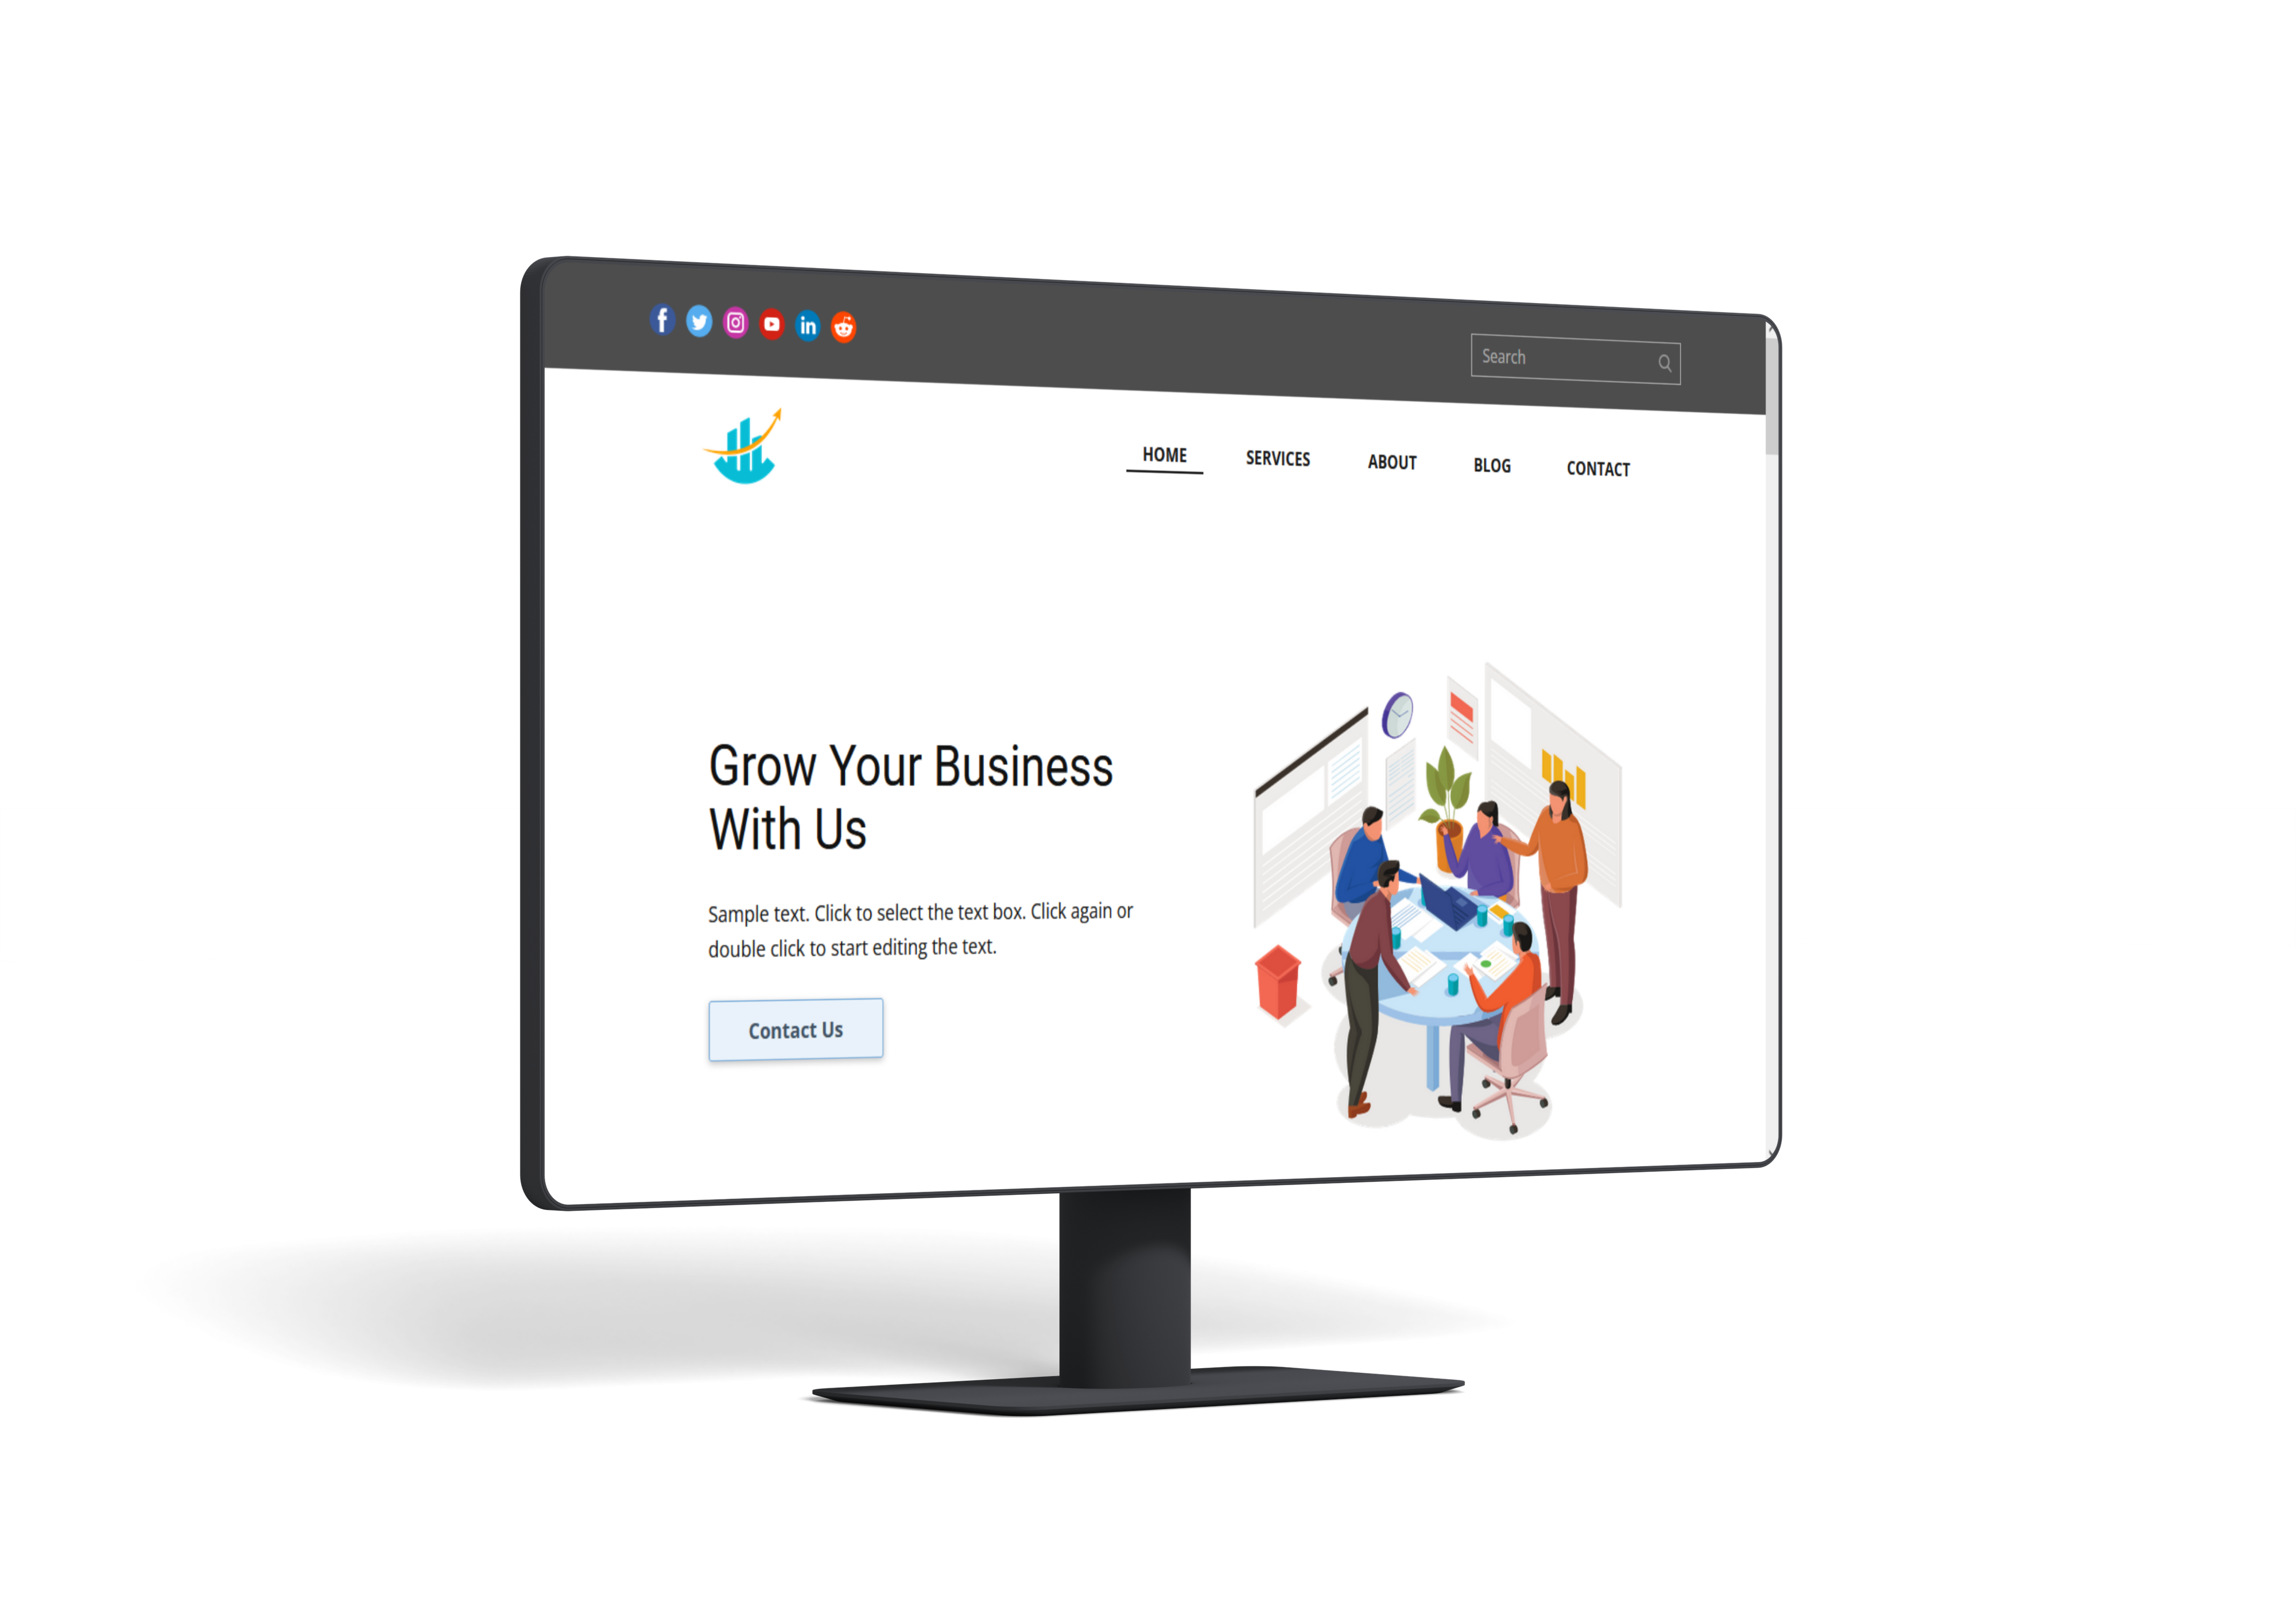 Search
HOME SERVICES ABOUT BLOG CONTACT
Grow Your Business
With Us
Sample text. Click to select the text box. Click again or
double click to start editing the text.
Contact Us